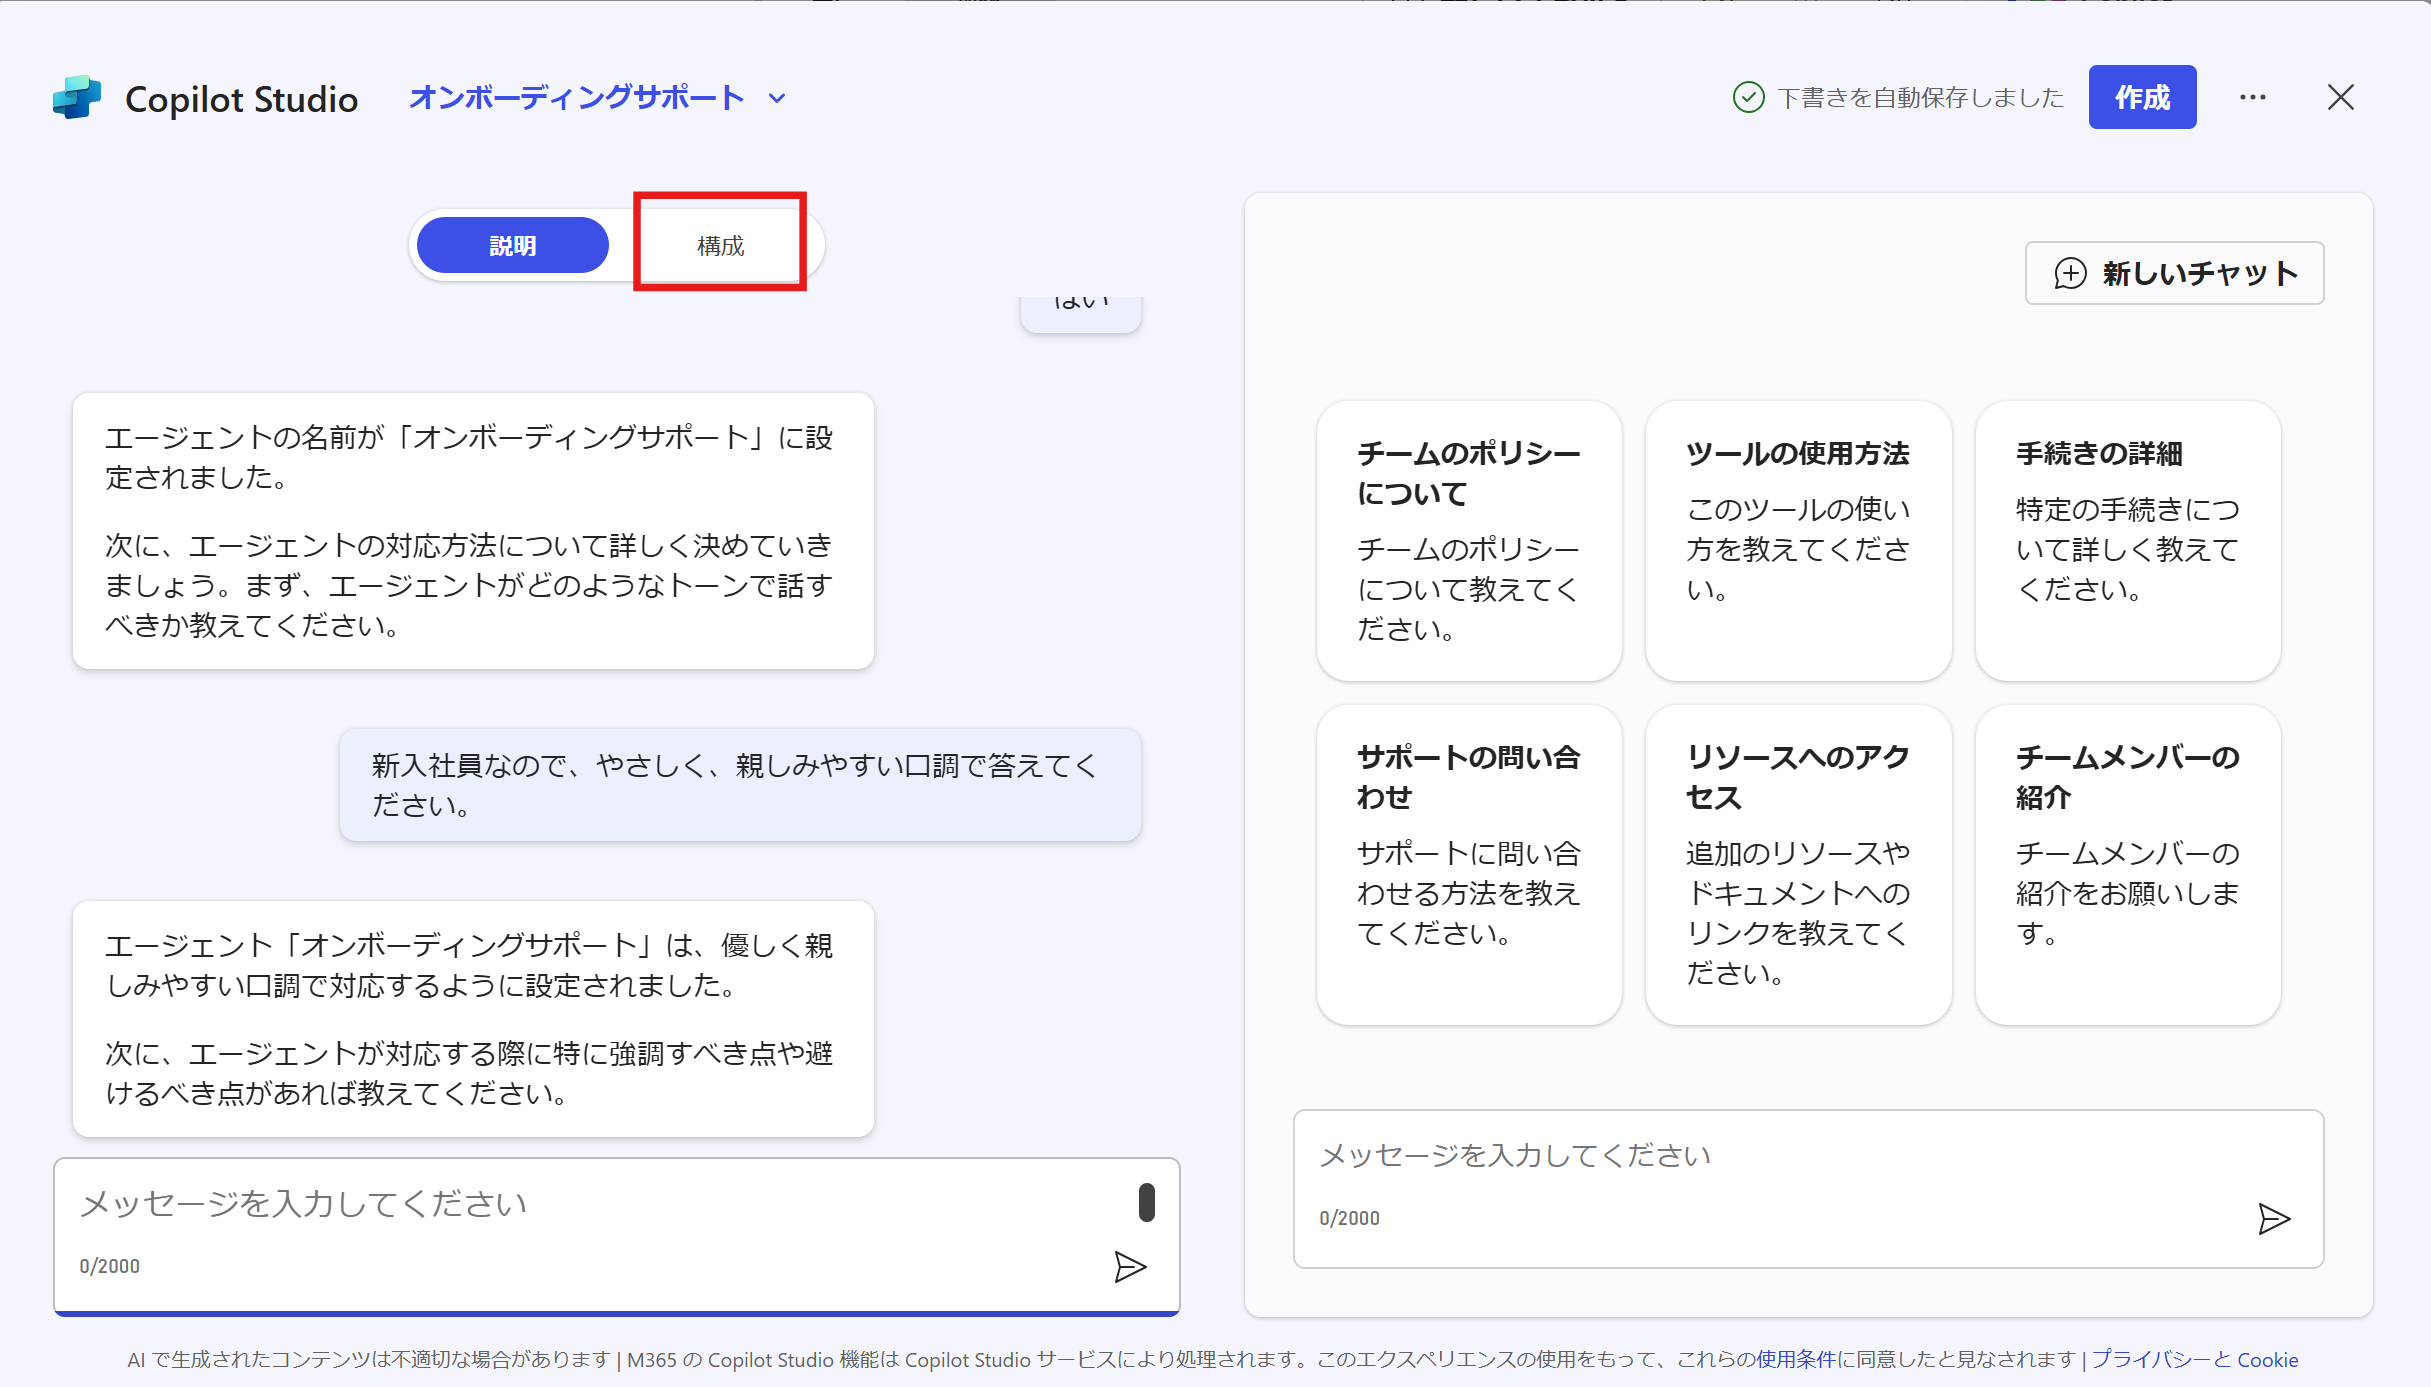 Copilot Studio
オンボーディングサポート
下書きを自動保存しました
作成
説明
構成
はい
エージェントの名前が「オンボーディングサポート」に設
定されました。
次に、エージェントの対応方法について詳しく決めていき
ましょう。まず、エージェントがどのようなトーンで話す
べきか教えてください。
新入社員なので、やさしく、親しみやすい口調で答えてく
ださい。
エージェント「オンボーディングサポート」は、優しく親
しみやすい口調で対応するように設定されました。
次に、エージェントが対応する際に特に強調すべき点や避
けるべき点があれば教えてください。
メッセージを入力してください
0/2000
新しいチャット
チームのポリシー
について
チームのポリシー
について教えてく
ださい。
ツールの使用方法
このツールの使い
方を教えてくださ
い。
手続きの詳細
特定の手続きにつ
いて詳しく教えて
ください。
サポートの問い合
わせ
サポートに問い合
わせる方法を教え
てください。
リソースへのアク
セス
追加のリソースや
ドキュメントへの
リンクを教えてく
ださい。
チームメンバーの
紹介
チームメンバーの
紹介をお願いしま
す。
メッセージを入力してください
0/2000
AI で生成されたコンテンツは不適切な場合があります | M365 の Copilot Studio 機能は Copilot Studio サービスにより処理されます。このエクスペリエンスの使用をもって、これらの使用条件に同意したと見なされます | プライバシーと Cookie